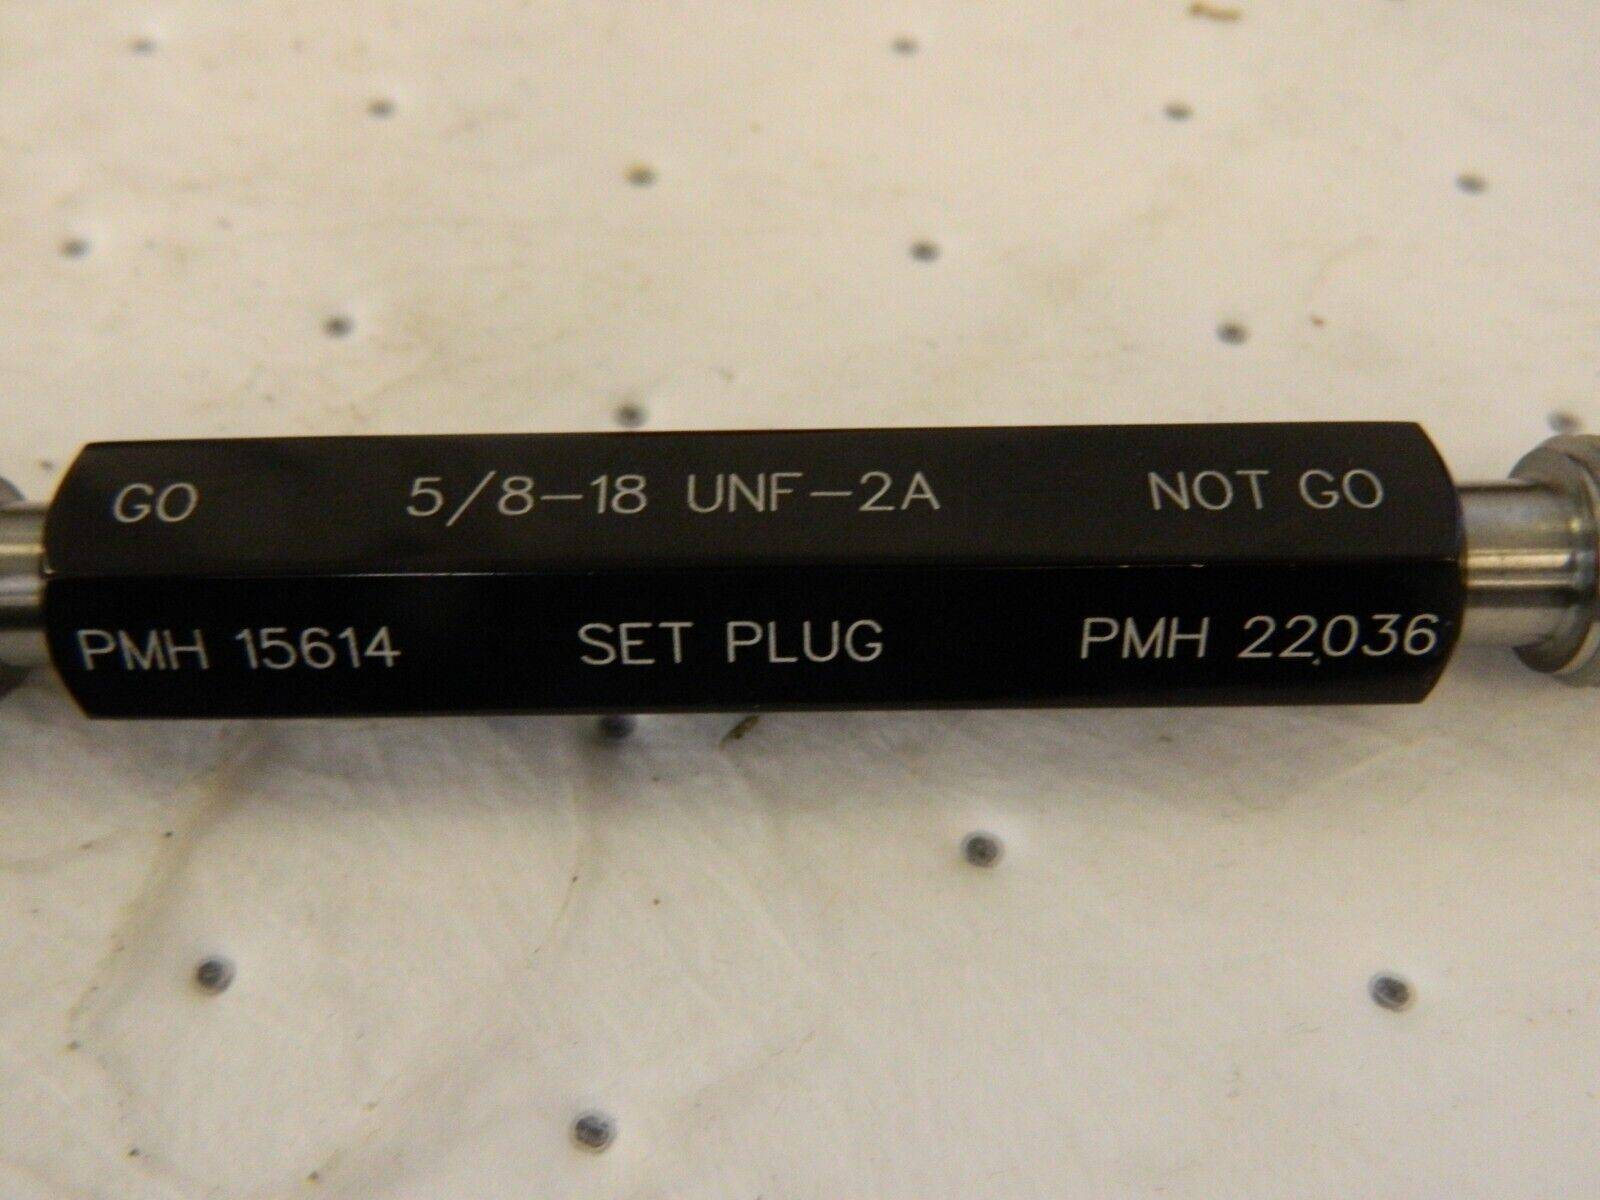 GO 5/8-18 UNF-2A NOT GO
PMH 15614 SET PLUG PMH 22036